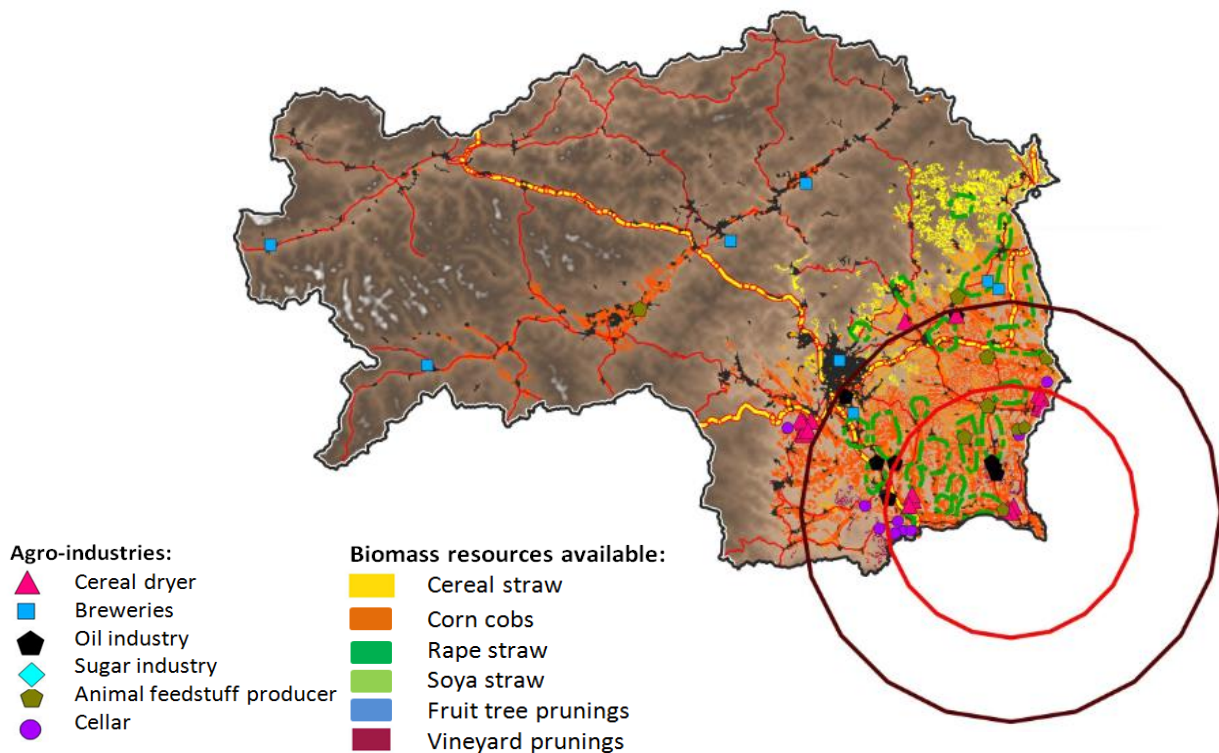 Agro-industries:
Cereal dryer
Breweries
Oil industry
Sugar industry
Animal feedstuff producer
Cellar
Biomass resources available:
Cereal straw
Corn cobs
Rape straw
Soya straw
Fruit tree prunings
Vineyard prunings